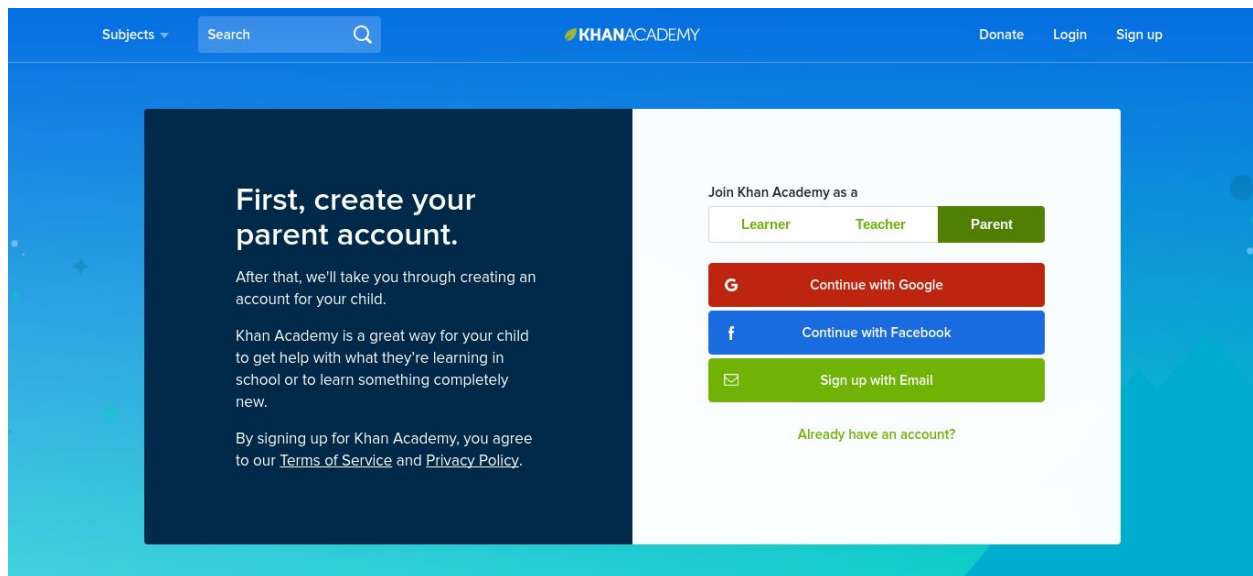 Subjects Search KHANACADEMY Donate Login Sign up
First, create your
parent account.
After that, we'll take you through creating an
account for your child.
Khan Academy is a great way for your child
to get help with what they're learning in
school or to learn something completely
new.
By signing up for Khan Academy, you agree
to our Terms of Service and Privacy Policy.
Join Khan Academy as a
Learner Teacher Parent
Continue with Google
Continue with Facebook
Sign up with Email
Already have an account?